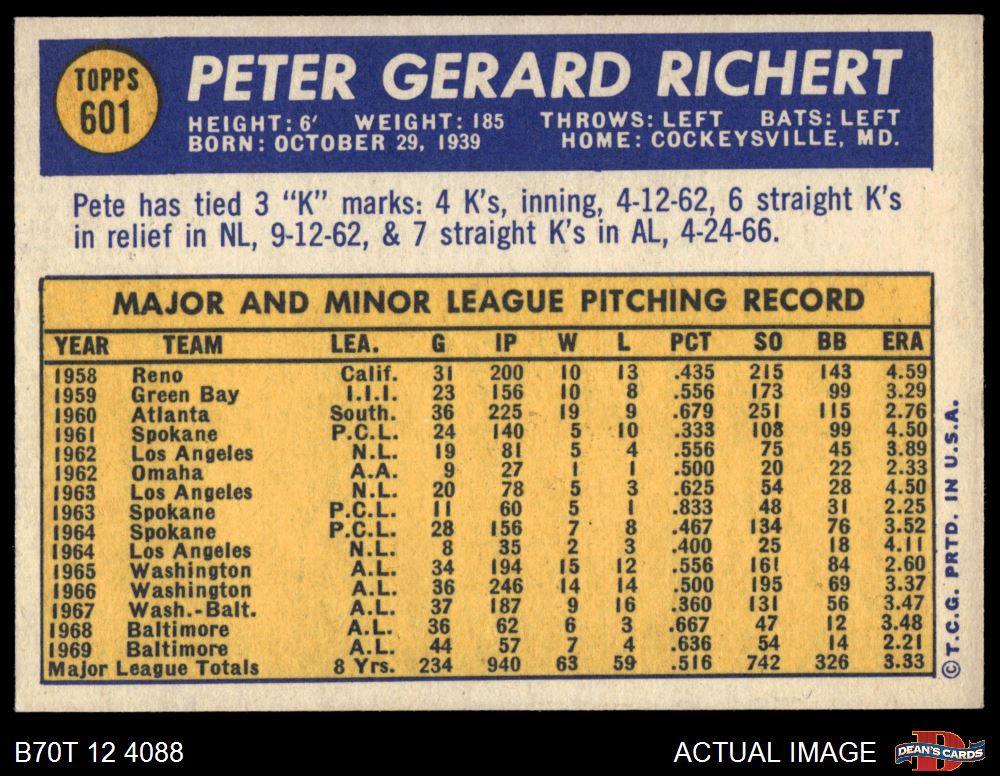 TOPPS
601
PETER GERARD RICHERT
HEIGHT: 6' WEIGHT: 185 THROWS: LEFT BATS: LEFT
BORN: OCTOBER 29, 1939 HOME: COCKEYSVILLE, MD.
Pete has tied 3 “K” marks: 4 K's, inning, 4-12-62, 6 straight K's
in relief in NL, 9-12-62, & 7 straight K's in AL, 4-24-66.
MAJOR AND MINOR LEAGUE PITCHING RECORD
YEAR TEAM LEA. G IP W L PCT SO BB ERA
1958 Reno Calif. 31 200 10 13 .435 215 143 4.59
1959 Green Bay I.I.I. 23 156 10 8 .556 173 99 3.29
1960 Atlanta South. 36 225 19 9 .679 251 115 2.76
1961 Spokane P.C.L. 24 140 5 10 .333 108 99 4.50
1962 Los Angeles N.L. 19 81 5 4 .556 75 45 3.89
1962 Omaha A.A. 9 27 1 1 .500 20 22 2.33
1963 Los Angeles N.L. 20 78 5 3 .625 54 28 4.50
1963 Spokane P.C.L. 11 60 5 1 .833 48 31 2.25
1964 Spokane P.C.L. 28 156 7 8 .467 134 76 3.52
1964 Los Angeles N.L. 8 35 2 3 .400 25 18 4.11
1965 Washington A.L. 34 194 15 12 .556 161 84 2.60
1966 Washington A.L. 36 246 14 14 .500 195 69 3.37
1967 Wash.-Balt. A.L. 37 187 9 16 .360 131 56 3.47
1968 Baltimore A.L. 36 62 6 3 .667 47 12 3.48
1969 Baltimore A.L. 44 57 7 4 .636 54 14 2.21
Major League Totals 8 Yrs. 234 940 63 59 .516 742 326 3.33
© T.C.G. PRTD. IN U.S.A.
B70T 12 4088 ACTUAL IMAGE
DEAN'S CARDS